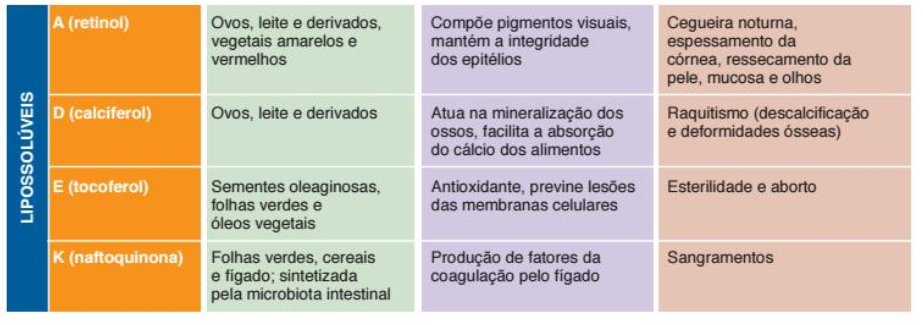 LIPOSSOLÚVEIS
A (retinol)
Ovos, leite e derivados,
vegetais amarelos e
vermelhos
Compõe pigmentos visuais,
mantém a integridade
dos epitélios
Cegueira noturna,
espessamento da
córnea, ressecamento da
pele, mucosa e olhos
D (calciferol)
Ovos, leite e derivados
Atua na mineralização dos
ossos, facilita a absorção
do cálcio dos alimentos
Raquitismo (descalcificação
e deformidades ósseas)
E (tocoferol)
Sementes oleaginosas,
folhas verdes e
óleos vegetais
Antioxidante, previne lesões
das membranas celulares
Esterilidade e aborto
K (naftoquinona)
Folhas verdes, cereais
e fígado; sintetizada
pela microbiota intestinal
Produção de fatores da
coagulação pelo fígado
Sangramentos